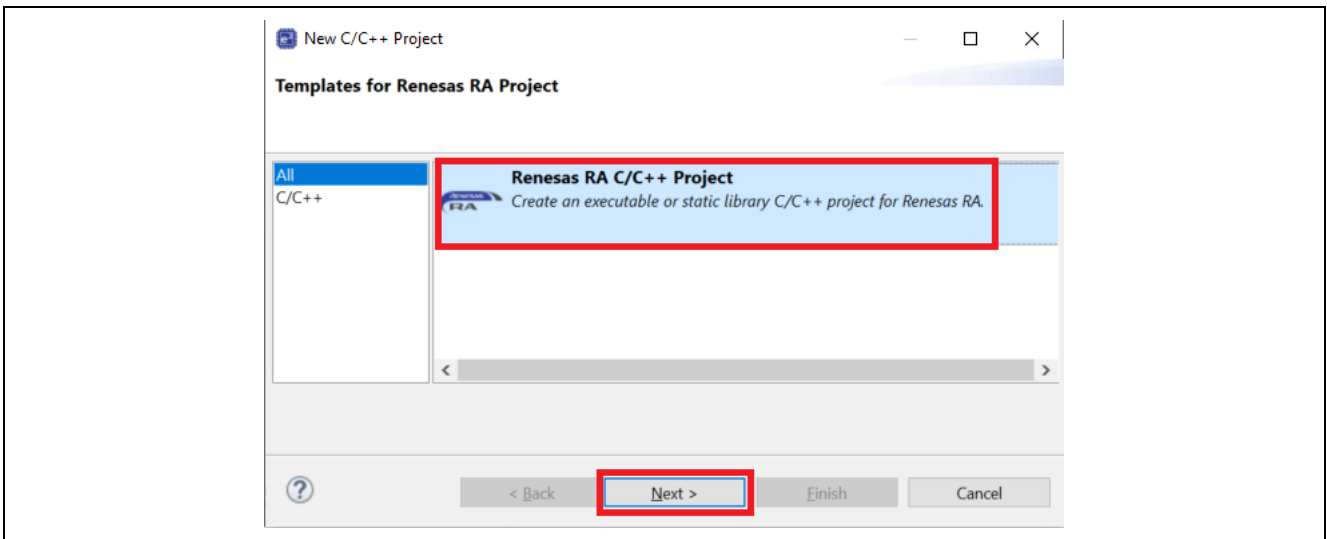 New C/C++ Project
Templates for Renesas RA Project
All
C/C++
Renesas RA C/C++ Project
RENESAS
RA
Create an executable or static library C/C++ project for Renesas RA.
?
< Back
Next >
Finish
Cancel